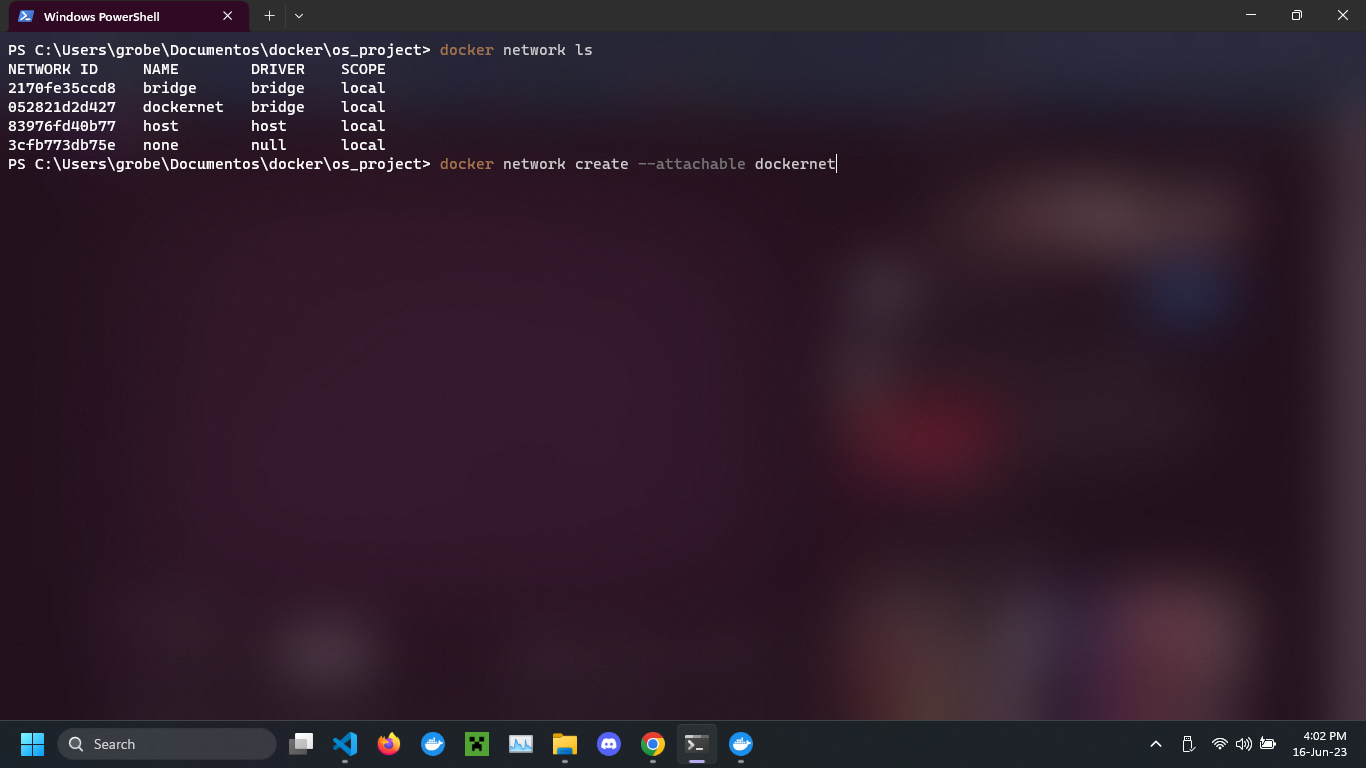 Windows PowerShell
PS C:\Users\grobe\Documentos\docker\os_project> docker network ls
NETWORK ID     NAME        DRIVER    SCOPE
2170fe35ccd8   bridge      bridge    local
052821d2d427   dockernet   bridge    local
83976fd40b77   host        host      local
3cfb773db75e   none        null      local
PS C:\Users\grobe\Documentos\docker\os_project> docker network create --attachable dockernet
Search
4:02 PM
16-Jun-23